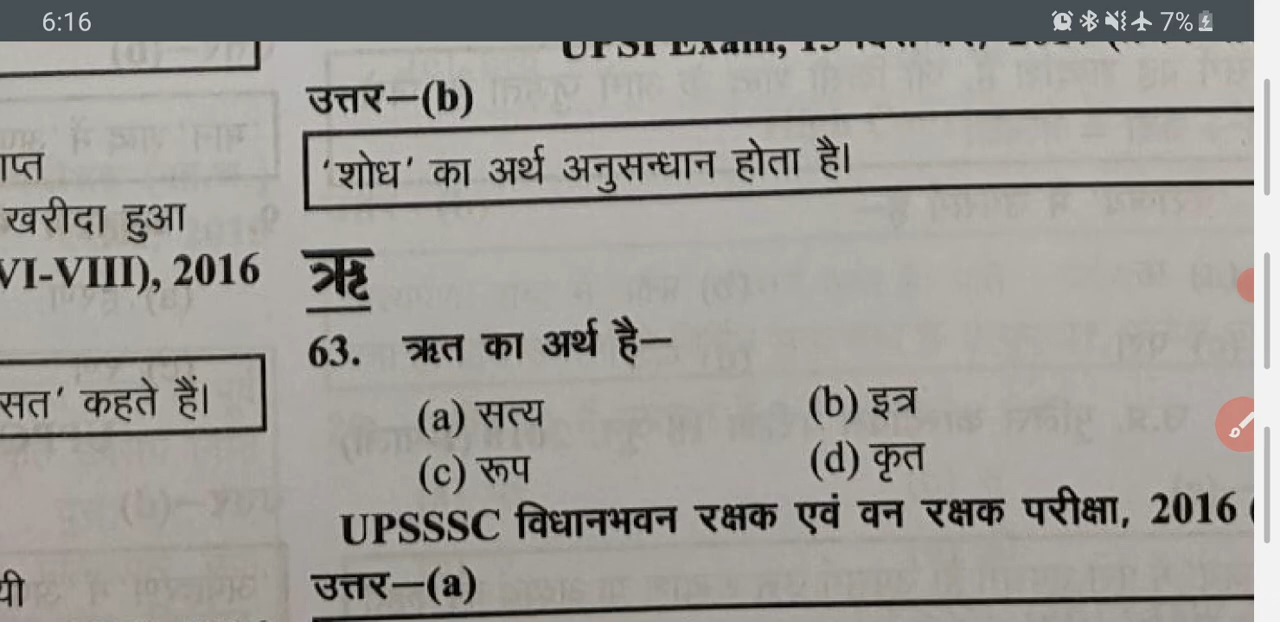 6:16
7%
उत्तर–(b)
'शोध' का अर्थ अनुसन्धान होता है।
खरीदा हुआ
VI-VIII), 2016
सत' कहते हैं।
ऋ
63. ऋत का अर्थ है–
(a) सत्य (b) इत्र
(c) रूप (d) कृत
UPSSSC विधानभवन रक्षक एवं वन रक्षक परीक्षा, 2016
उत्तर–(a)